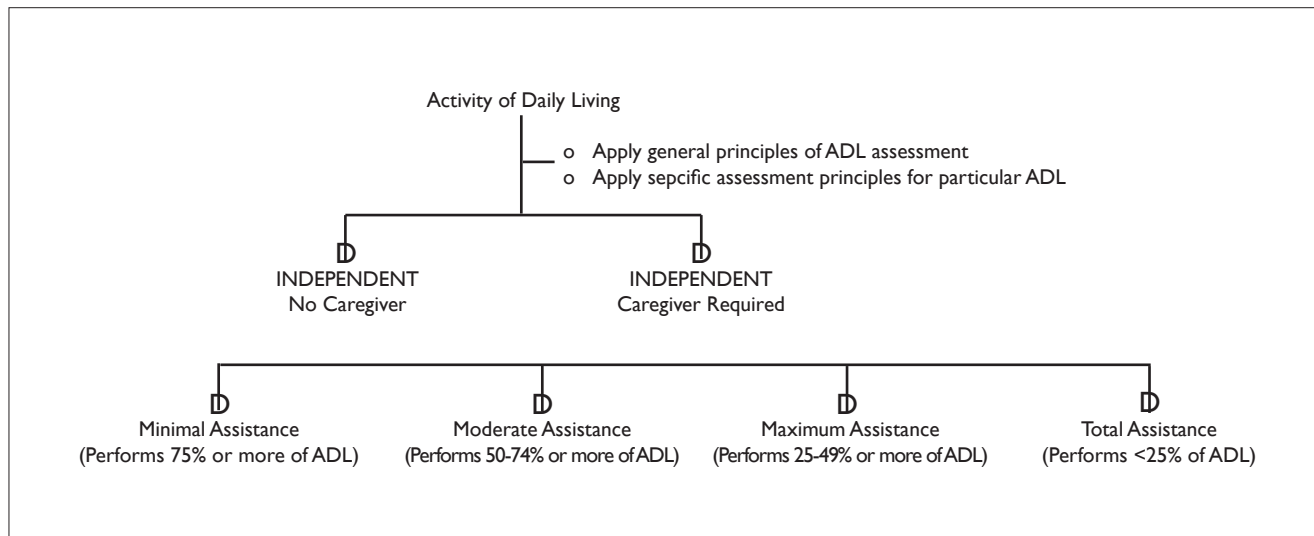 Activity of Daily Living
o Apply general principles of ADL assessment
o Apply sepcific assessment principles for particular ADL
D D
INDEPENDENT INDEPENDENT
No Caregiver Caregiver Required
D D D D
Minimal Assistance Moderate Assistance Maximum Assistance Total Assistance
(Performs 75% or more of ADL) (Performs 50-74% or more of ADL) (Performs 25-49% or more of ADL) (Performs <25% of ADL)